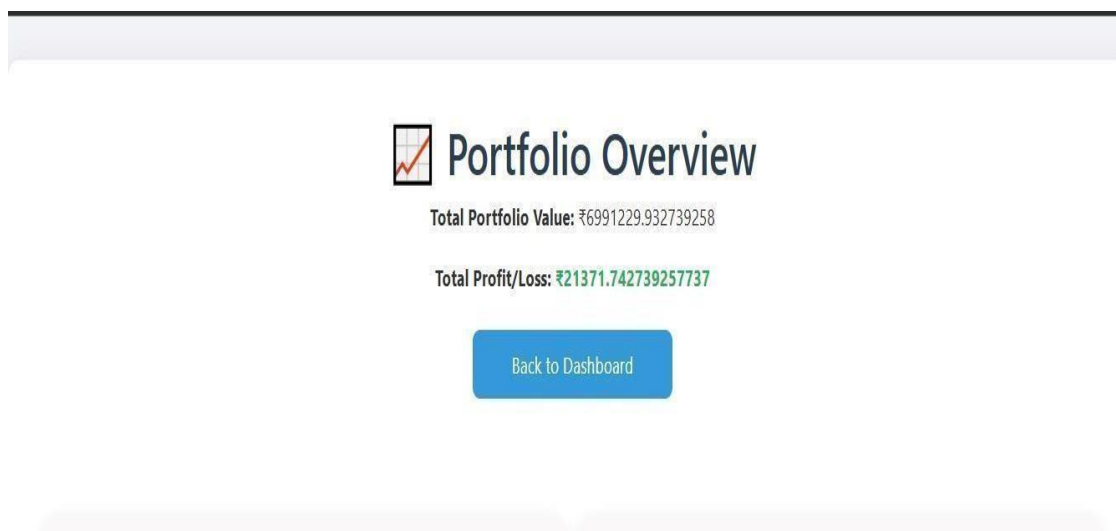 Portfolio Overview
Total Portfolio Value: ₹6991229.932739258
Total Profit/Loss: ₹21371.742739257737
Back to Dashboard